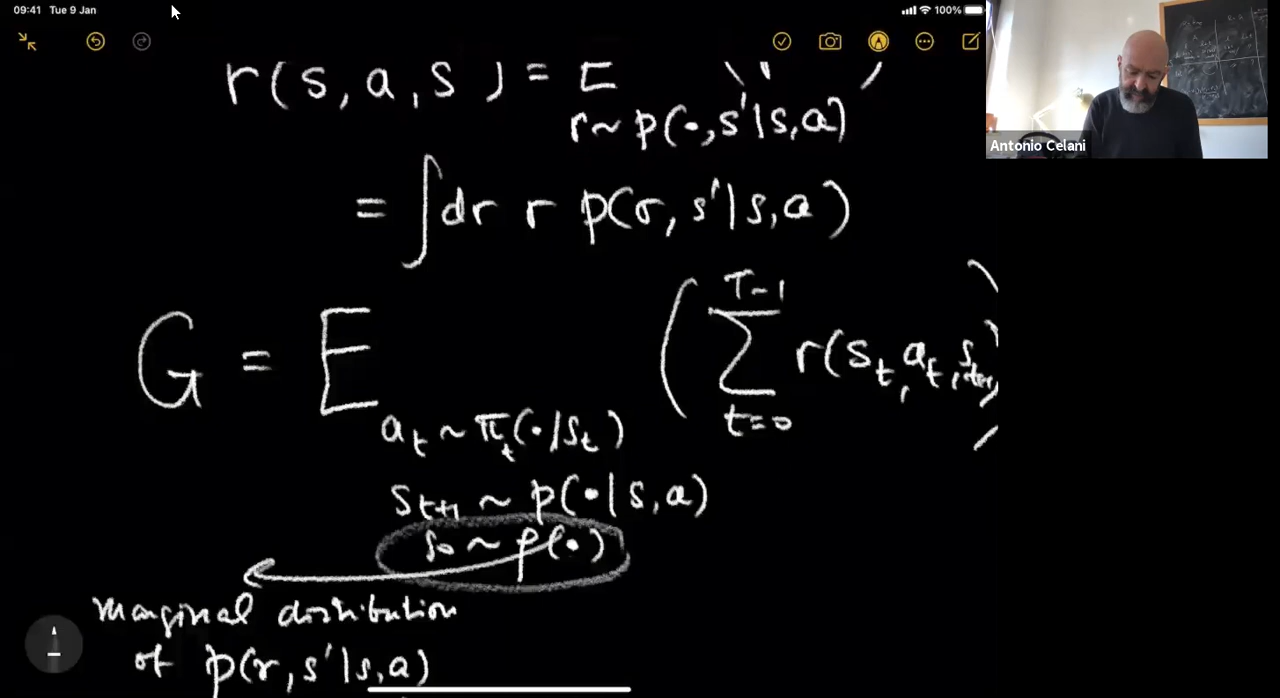 09:41 Tue 9 Jan
100%
r(s, a, s ) = E
r ~ p(·, s' | s, a)
= ∫ dr r p(r, s' | s, a)
G = E ( Σ r(s_t, a_t, s_{t+1}) )
T-1
t=0
a_t ~ π_t(· | s_t)
s_{t+1} ~ p(· | s, a)
s_0 ~ ρ(·)
marginal distribution
of p(r, s' | s, a)
Antonio Celani